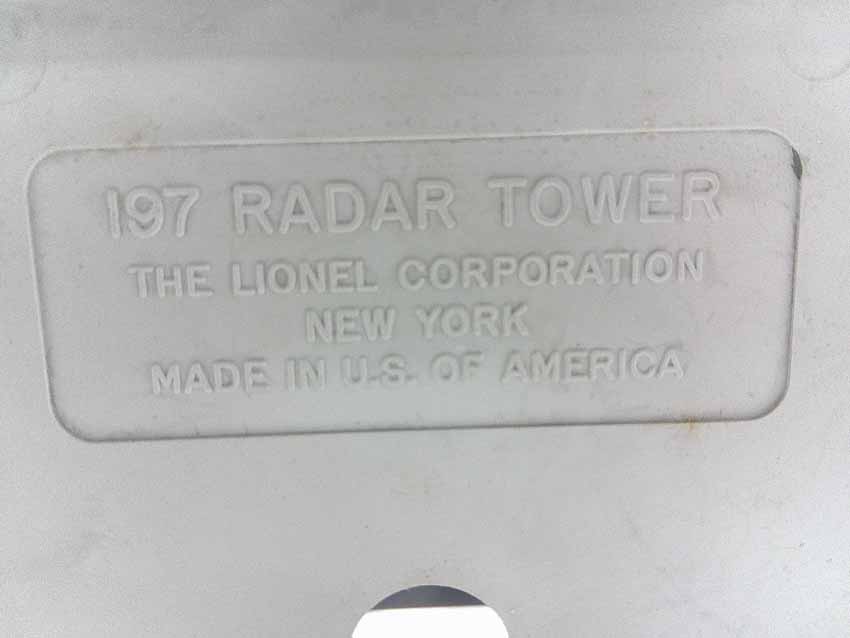 197 RADAR TOWER
THE LIONEL CORPORATION
NEW YORK
MADE IN U.S. OF AMERICA